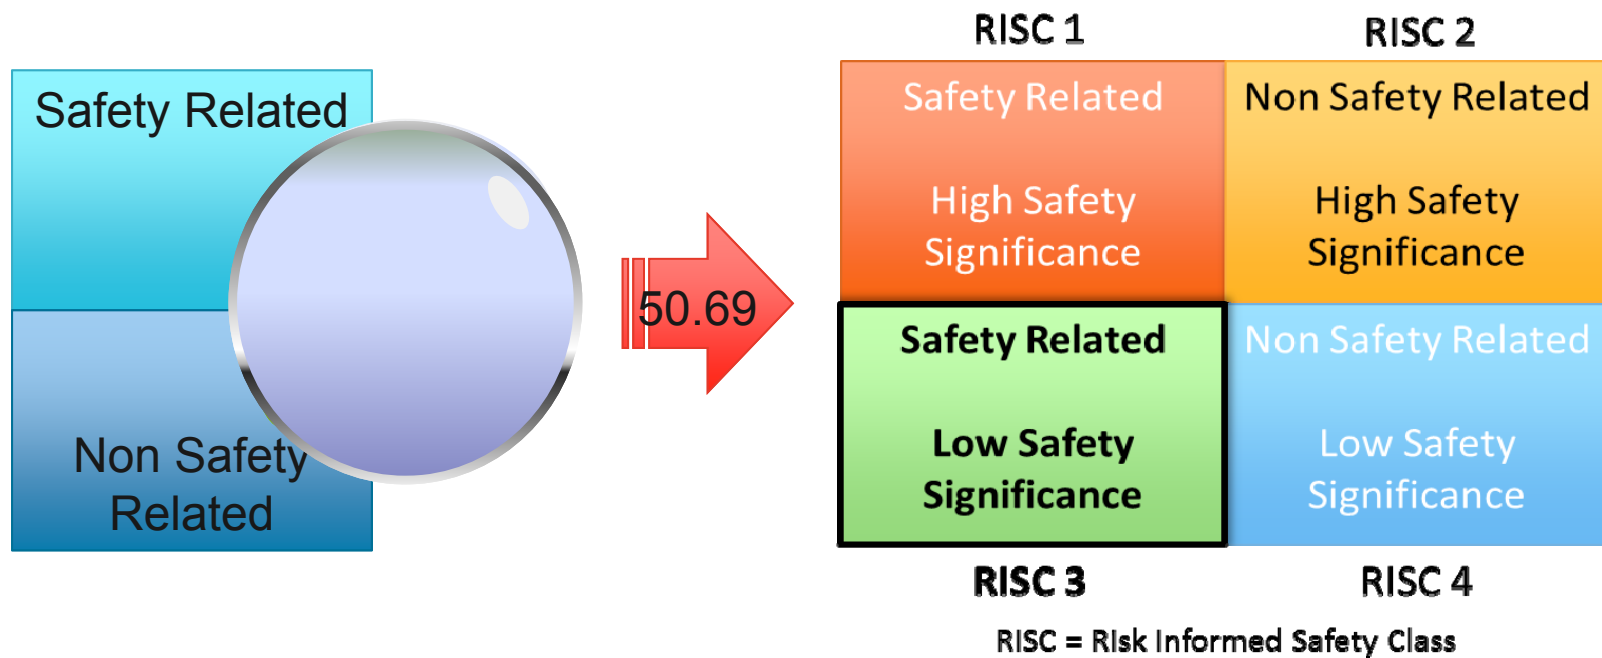 Safety Related
Non Safety
Related
50.69
RISC 1
RISC 2
Safety Related
High Safety
Significance
Non Safety Related
High Safety
Significance
Safety Related
Low Safety
Significance
Non Safety Related
Low Safety
Significance
RISC 3
RISC 4
RISC = Risk Informed Safety Class